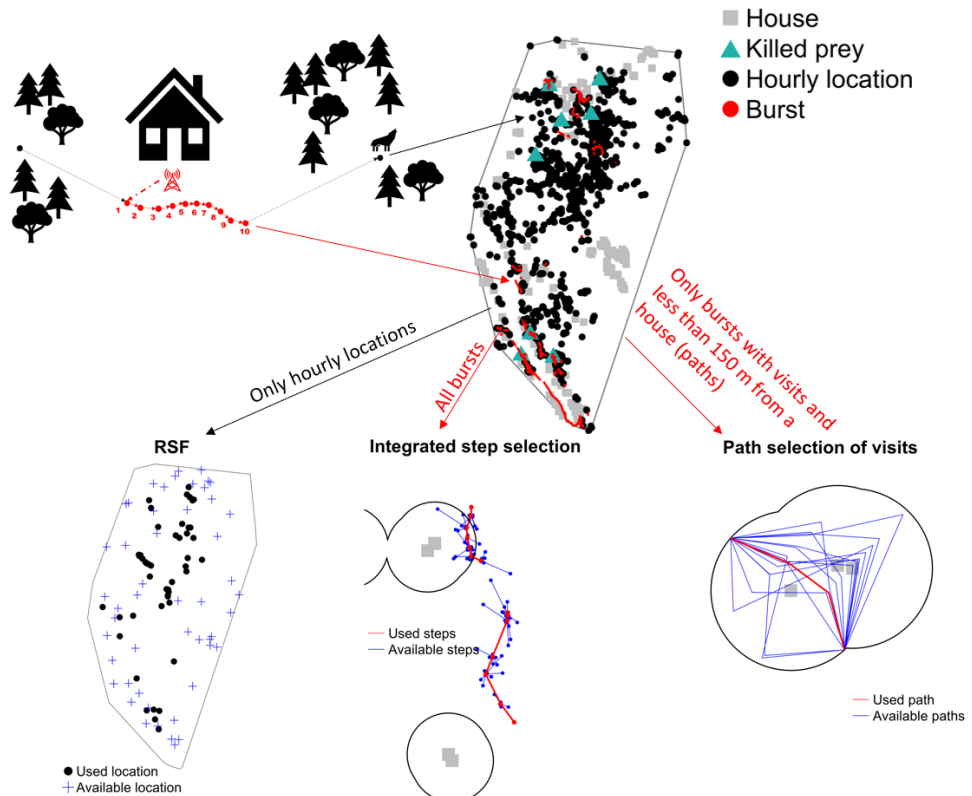 House
Killed prey
Hourly location
Burst
1
2
3
4
5
6
7
8
9
10
Only hourly locations
All bursts
Only bursts with visits and
less than 150 m from a
house (paths)
RSF
Integrated step selection
Path selection of visits
Used steps
Available steps
Used path
Available paths
Used location
Available location